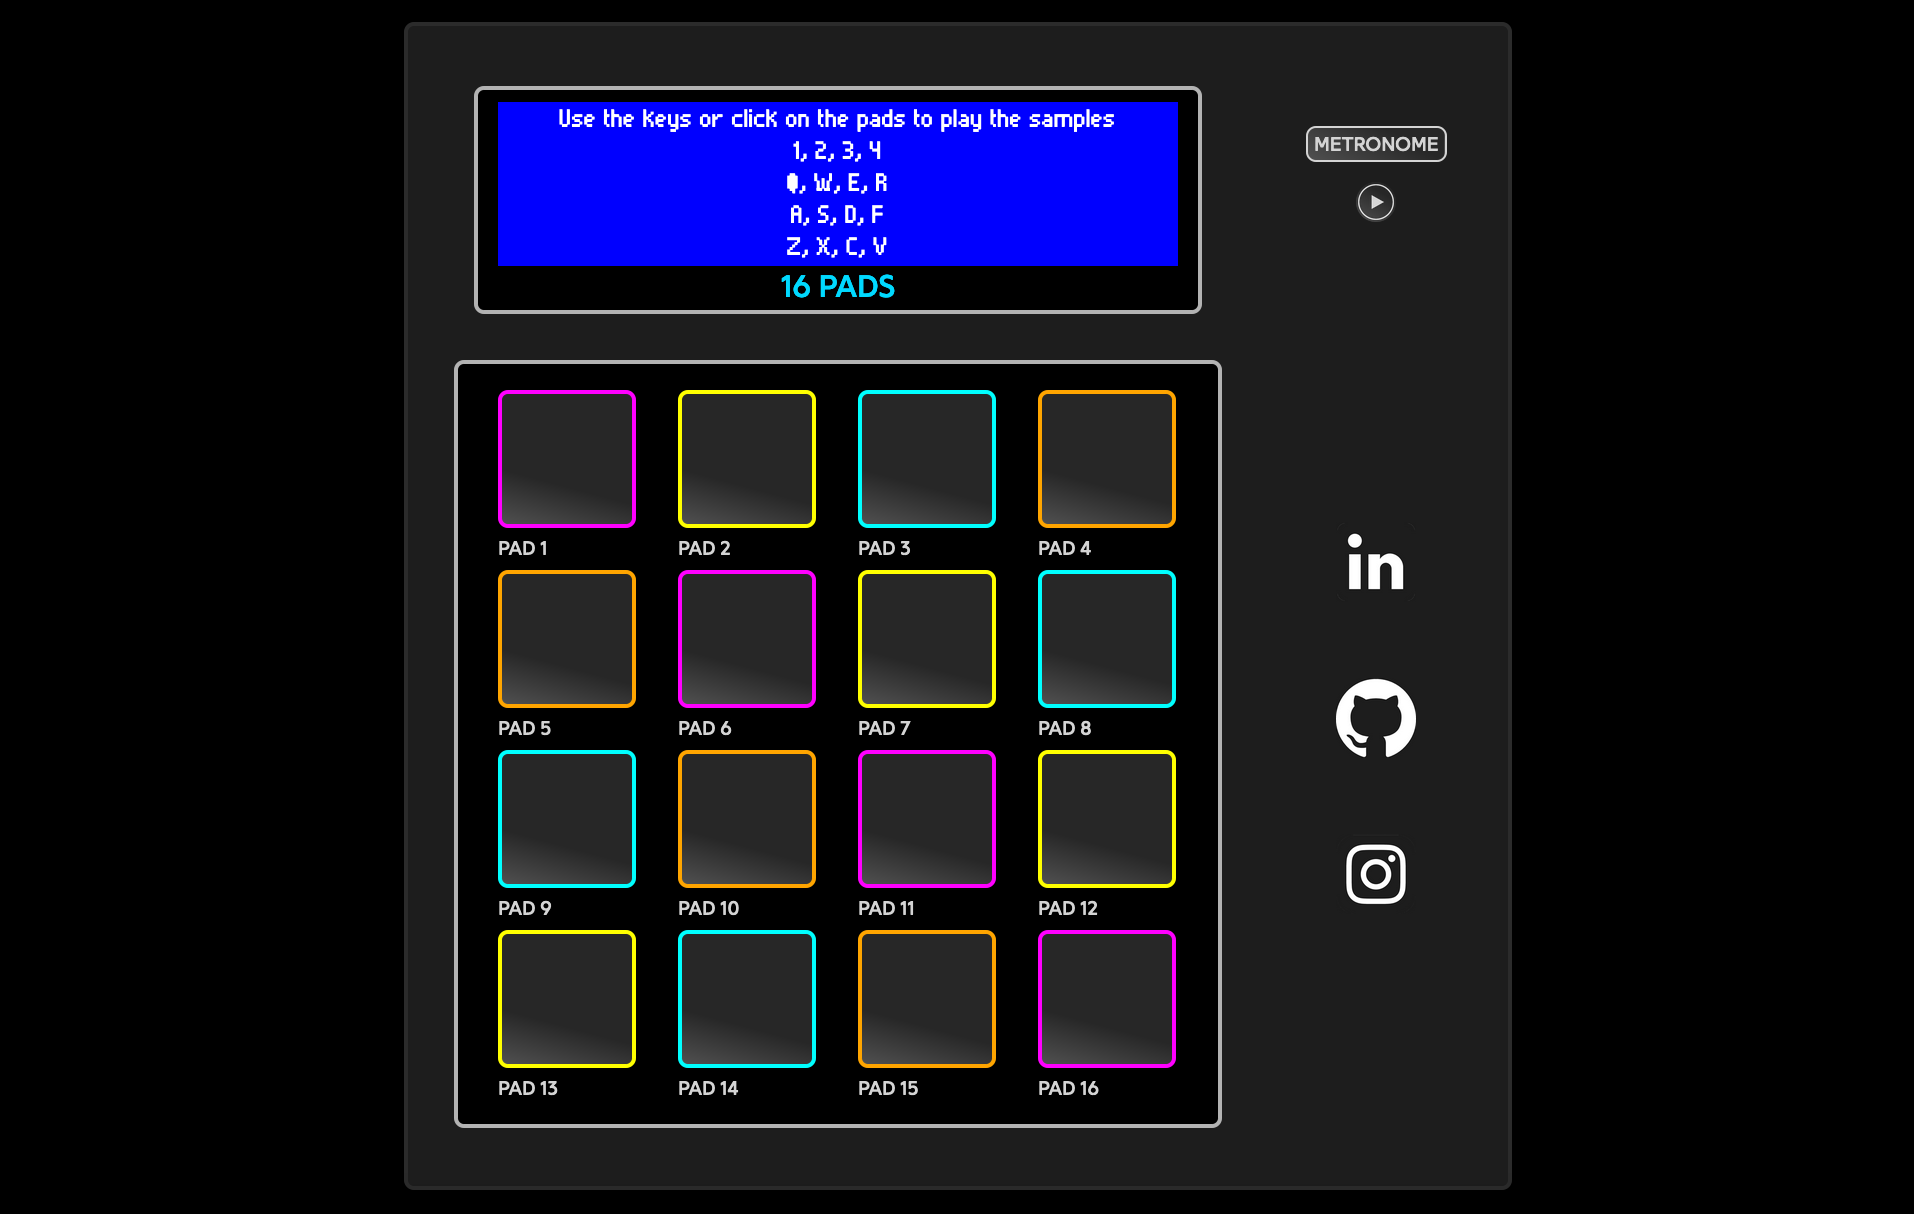 Use the keys or click on the pads to play the samples
1, 2, 3, 4
Q, W, E, R
A, S, D, F
Z, X, C, V
16 PADS
METRONOME
PAD 1
PAD 2
PAD 3
PAD 4
PAD 5
PAD 6
PAD 7
PAD 8
PAD 9
PAD 10
PAD 11
PAD 12
PAD 13
PAD 14
PAD 15
PAD 16
in